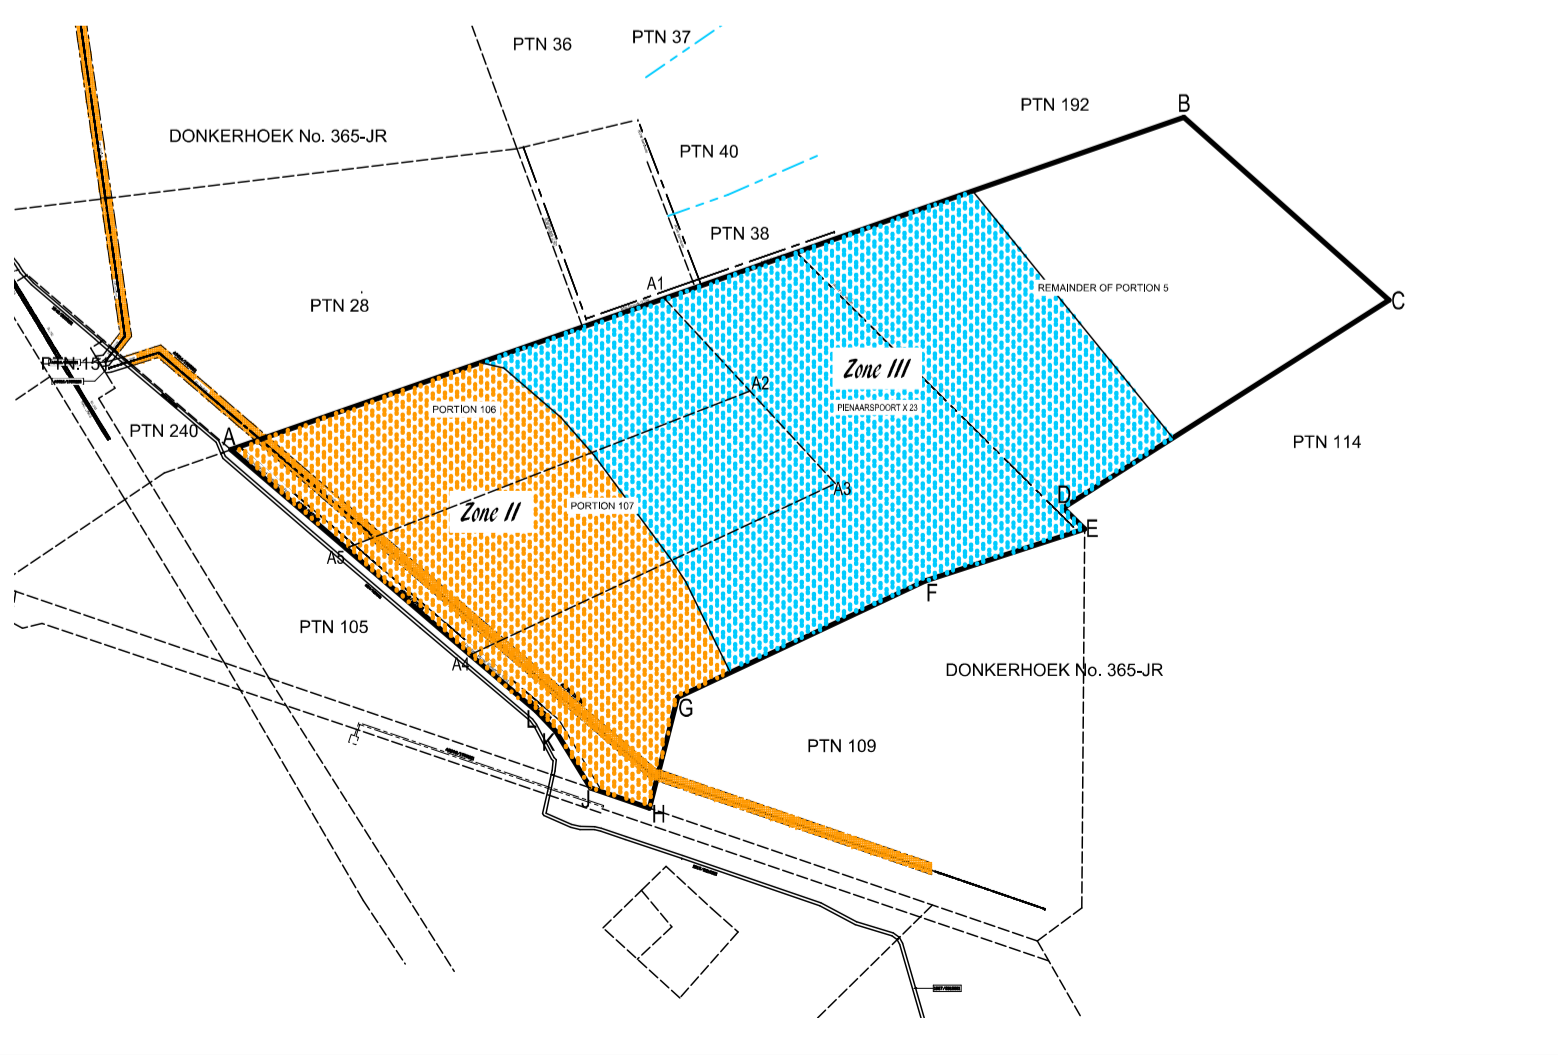 PTN 36
PTN 37
PTN 192
B
DONKERHOEK No. 365-JR
PTN 40
PTN 38
A1
REMAINDER OF PORTION 5
C
PTN 28
PTN.151
Zone III
A2
PORTION 106
PIENAARSPOORT X 23
PTN 240
A
PTN 114
Zone II
PORTION 107
A3
D
E
A5
F
PTN 105
A4
DONKERHOEK No. 365-JR
G
L
K
PTN 109
J
H